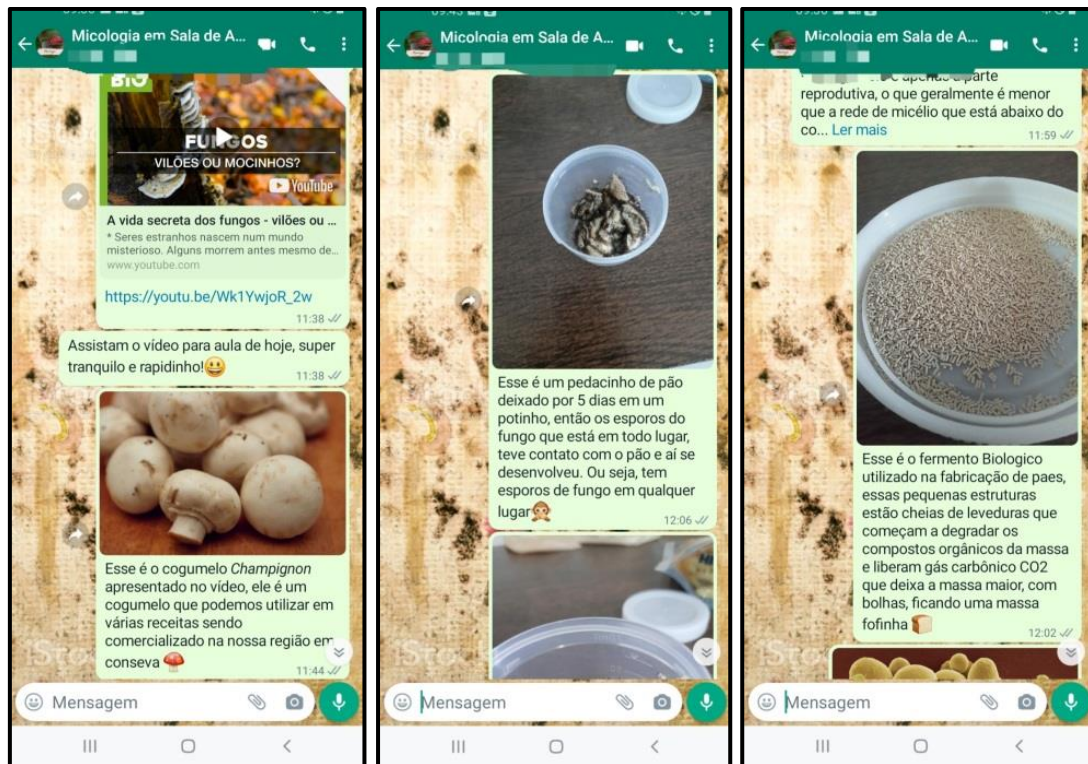 Micologia em Sala de A...
BIO
FUNGOS
VILÕES OU MOCINHOS?
YouTube
A vida secreta dos fungos - vilões ou ...
* Seres estranhos nascem num mundo
misterioso. Alguns morrem antes mesmo de...
www.youtube.com
https://youtu.be/Wk1YwjoR_2w
11:38
Assistam o vídeo para aula de hoje, super
tranquilo e rapidinho!😃
11:38
Esse é o cogumelo Champignon
apresentado no vídeo, ele é um
cogumelo que podemos utilizar em
várias receitas sendo
comercializado na nossa região em
conseva 🍄
11:44
Mensagem
Micologia em Sala de A...
Esse é um pedacinho de pão
deixado por 5 dias em um
potinho, então os esporos do
fungo que está em todo lugar,
teve contato com o pão e aí se
desenvolveu. Ou seja, tem
esporos de fungo em qualquer
lugar🙊
12:06
Mensagem
Micologia em Sala de A...
parte
reprodutiva, o que geralmente é menor
que a rede de micélio que está abaixo do
co... Ler mais
11:59
Esse é o fermento Biologico
utilizado na fabricação de paes,
essas pequenas estruturas
estão cheias de leveduras que
começam a degradar os
compostos orgânicos da massa
e liberam gás carbônico CO2
que deixa a massa maior, com
bolhas, ficando uma massa
fofinha 🍞
12:02
Mensagem